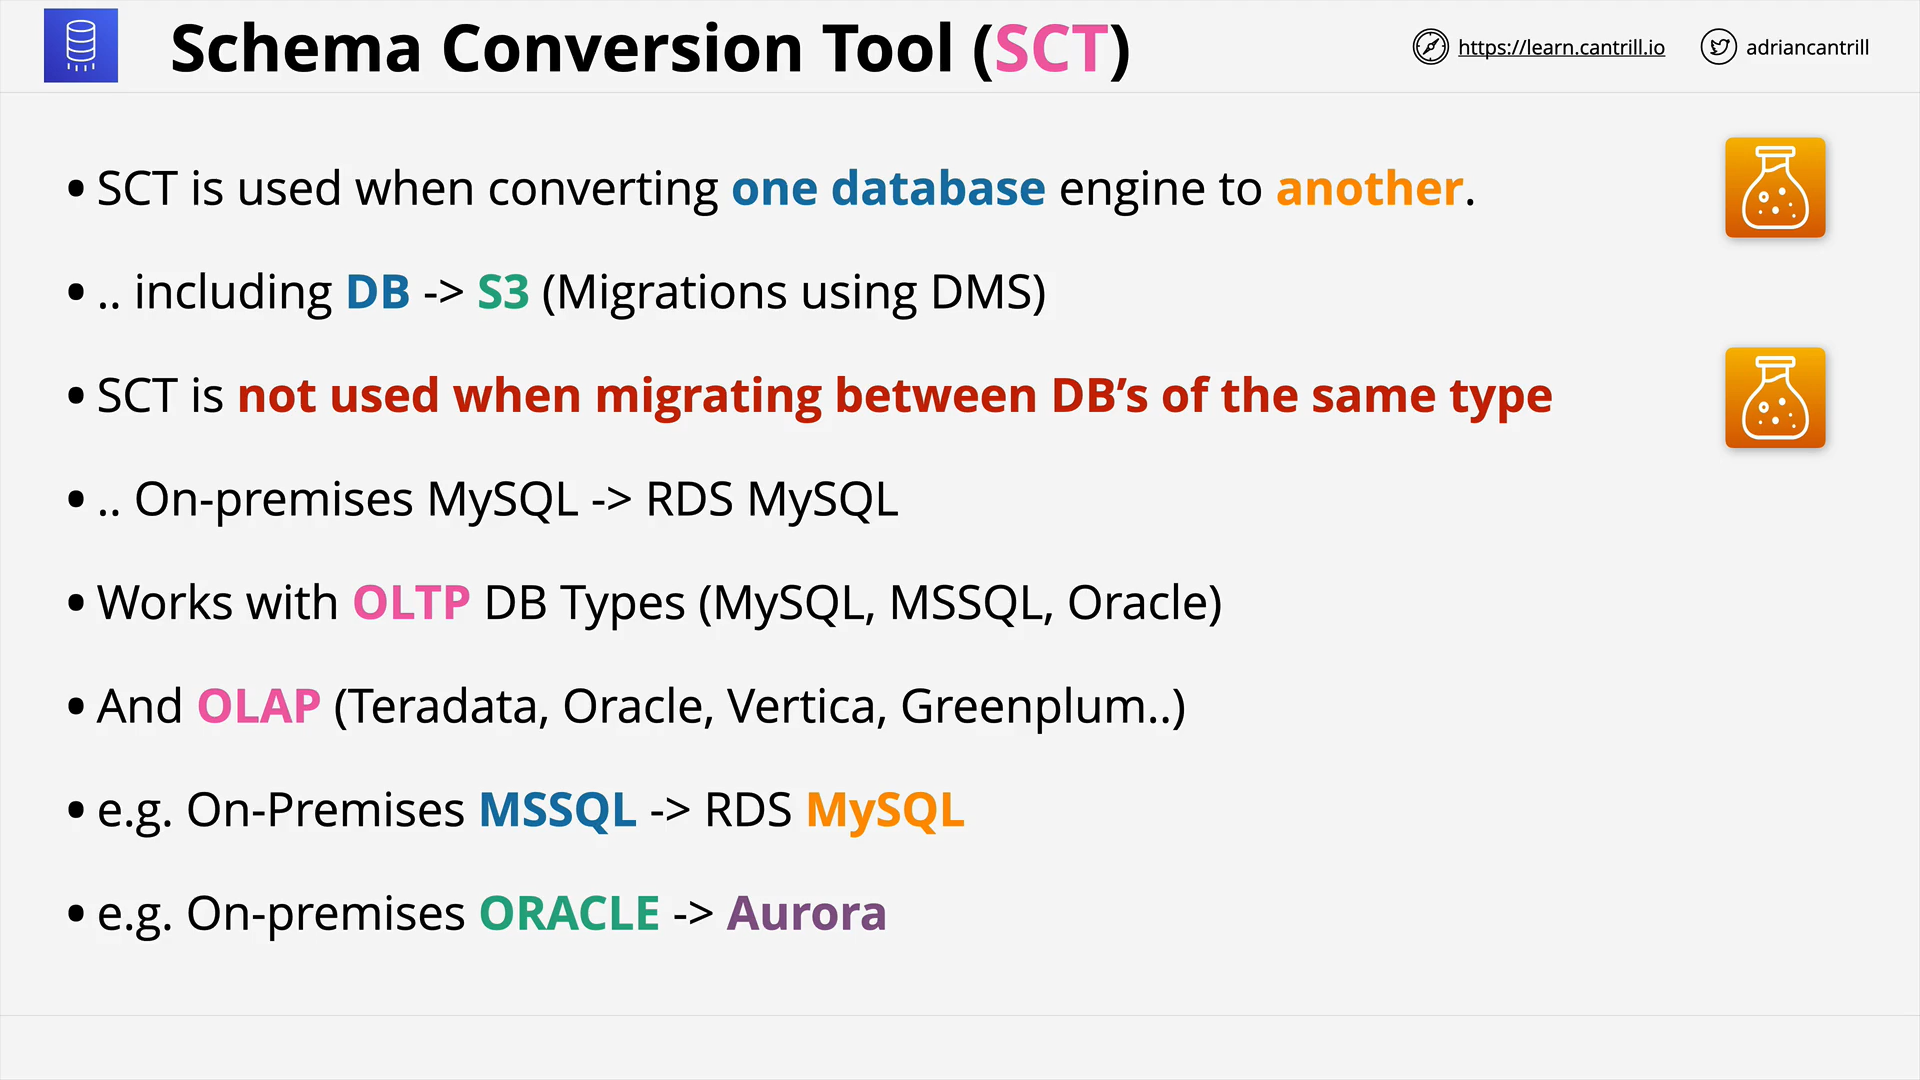 Schema Conversion Tool (SCT)
https://learn.cantrill.io
adriancantrill
• SCT is used when converting one database engine to another.
• .. including DB -> S3 (Migrations using DMS)
• SCT is not used when migrating between DB’s of the same type
• .. On-premises MySQL -> RDS MySQL
• Works with OLTP DB Types (MySQL, MSSQL, Oracle)
• And OLAP (Teradata, Oracle, Vertica, Greenplum..)
• e.g. On-Premises MSSQL -> RDS MySQL
• e.g. On-premises ORACLE -> Aurora